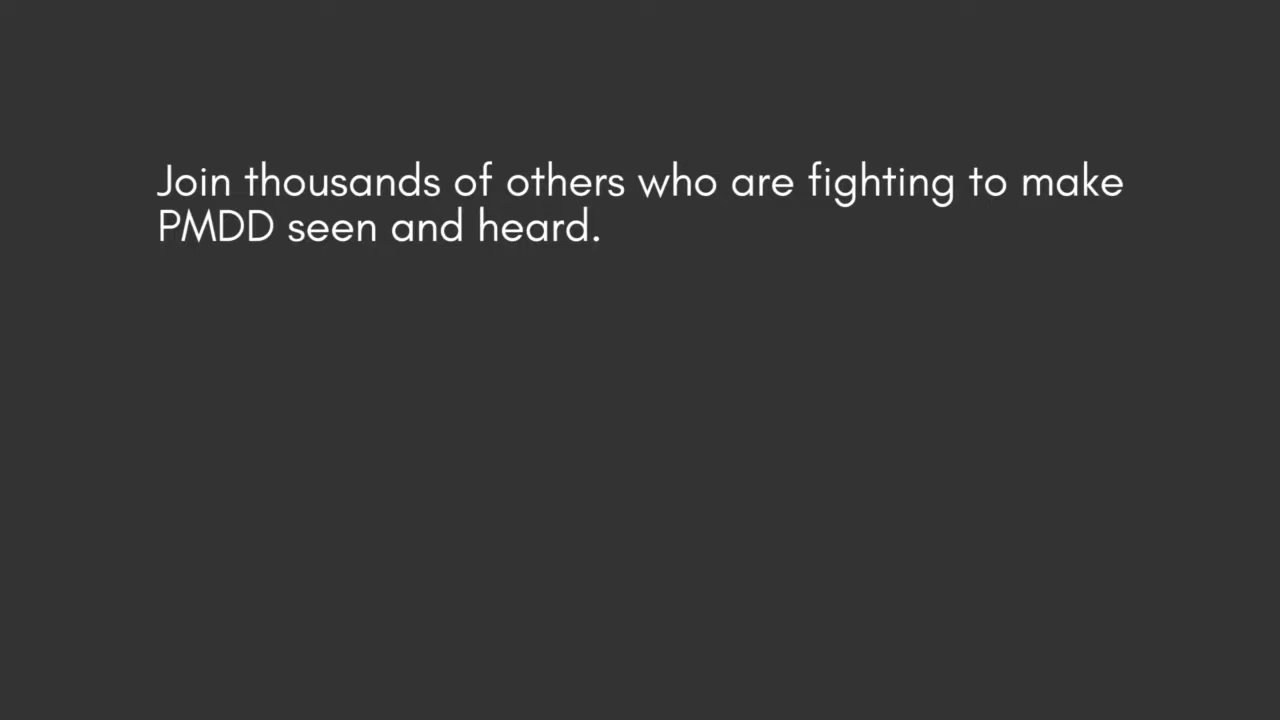 Join thousands of others who are fighting to make
PMDD seen and heard.